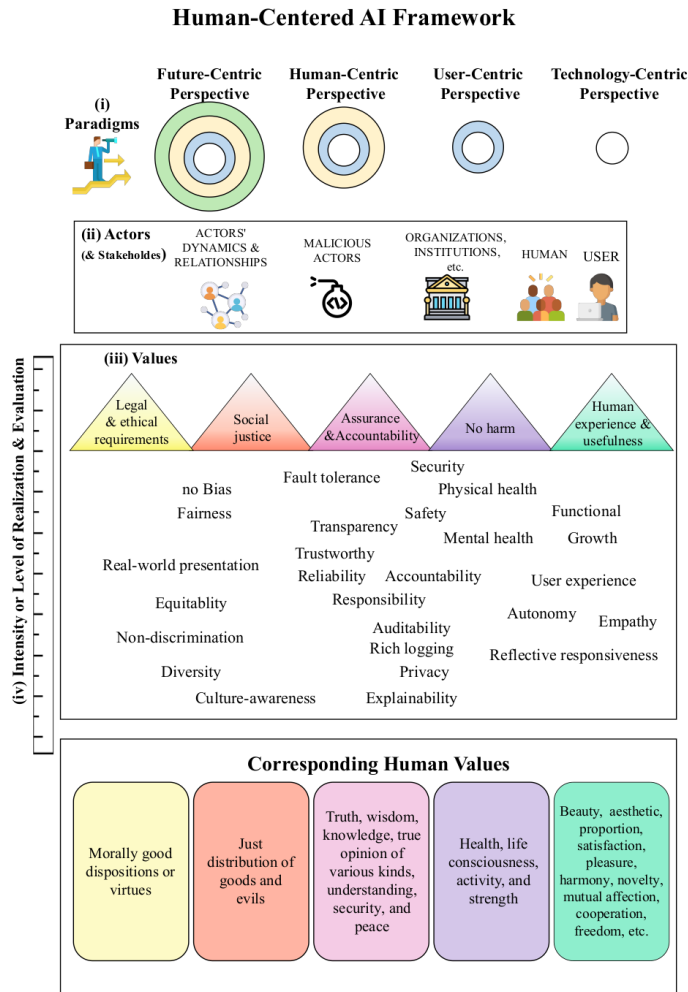 Human-Centered AI Framework
Future-Centric
Perspective
Human-Centric
Perspective
User-Centric
Perspective
Technology-Centric
Perspective
(i)
Paradigms
(ii) Actors
(& Stakeholdes)
ACTORS'
DYNAMICS &
RELATIONSHIPS
MALICIOUS
ACTORS
ORGANIZATIONS,
INSTITUTIONS,
etc.
HUMAN
USER
(iv) Intensity or Level of Realization & Evaluation
(iii) Values
Legal
& ethical
requirements
Social
justice
Assurance
&Accountability
No harm
Human
experience &
usefulness
Security
Fault tolerance
no Bias
Physical health
Fairness
Safety
Functional
Transparency
Mental health
Growth
Trustworthy
Real-world presentation
Reliability
Accountability
User experience
Equitablity
Responsibility
Autonomy
Empathy
Auditability
Non-discrimination
Rich logging
Reflective responsiveness
Diversity
Privacy
Culture-awareness
Explainability
Corresponding Human Values
Morally good
dispositions or
virtues
Just
distribution of
goods and
evils
Truth, wisdom,
knowledge, true
opinion of
various kinds,
understanding,
security, and
peace
Health, life
consciousness,
activity, and
strength
Beauty, aesthetic,
proportion,
satisfaction,
pleasure,
harmony, novelty,
mutual affection,
cooperation,
freedom, etc.